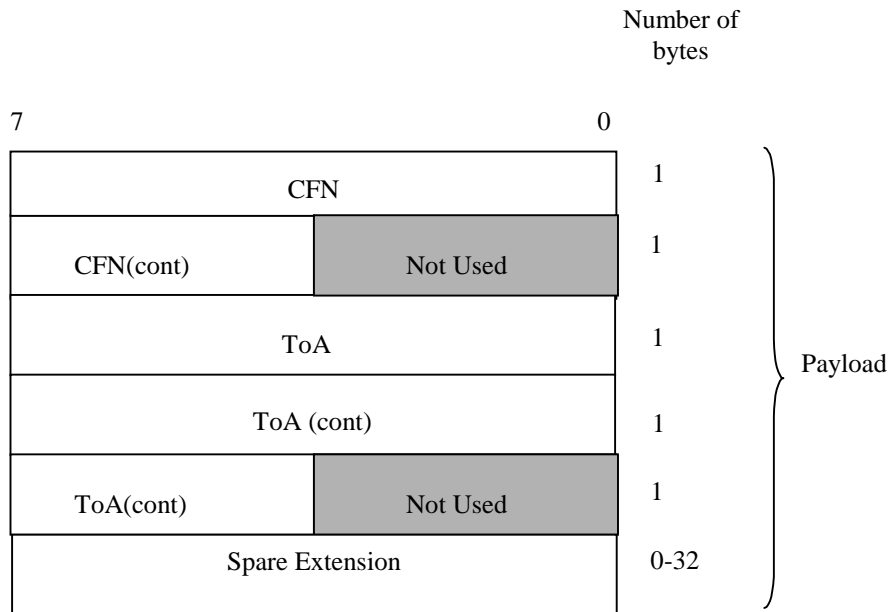 Number of
bytes
7 0
CFN 1
CFN(cont) Not Used 1
ToA 1
Payload
ToA (cont) 1
ToA(cont) Not Used 1
Spare Extension 0-32